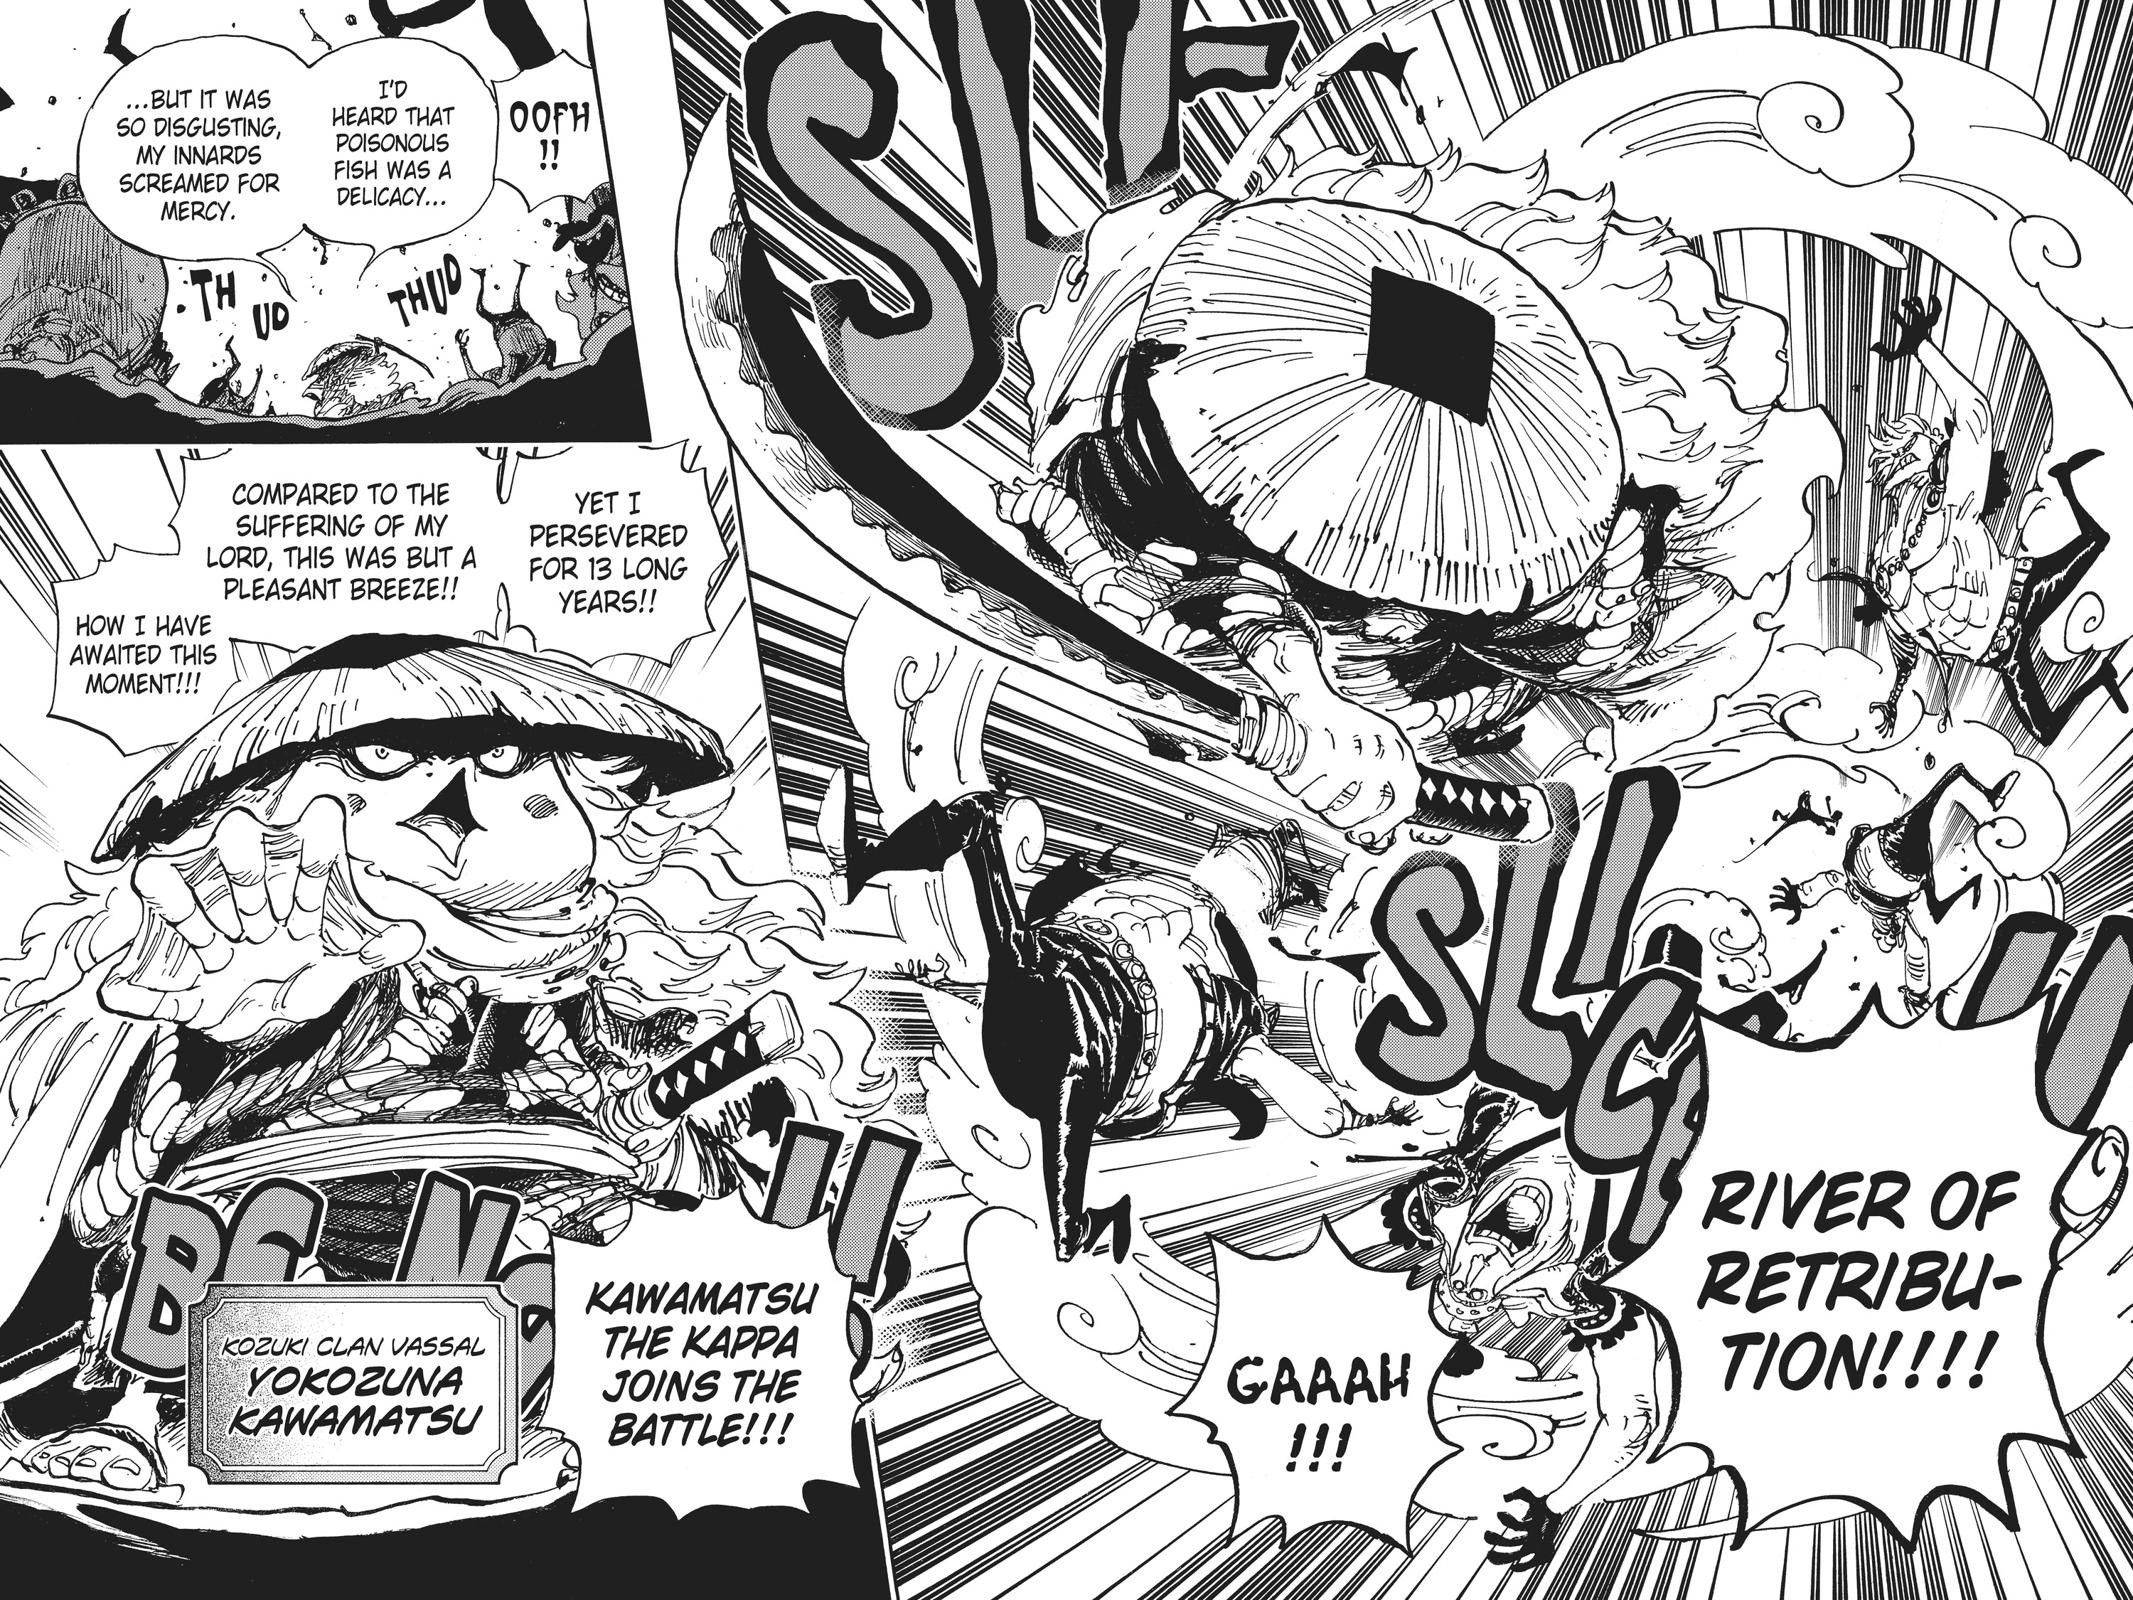 RIVER OF
RETRIBU-
TION!!!!
GAAAH
!!!
SLICE
OOFH
!!
I'D
HEARD THAT
POISONOUS
FISH WAS A
DELICACY...
...BUT IT WAS
SO DISGUSTING,
MY INNARDS
SCREAMED FOR
MERCY.
THUD
THUD
YET I
PERSEVERED
FOR 13 LONG
YEARS!!
COMPARED TO THE
SUFFERING OF MY
LORD, THIS WAS BUT A
PLEASANT BREEZE!!
HOW I HAVE
AWAITED THIS
MOMENT!!!
KAWAMATSU
THE KAPPA
JOINS THE
BATTLE!!!
KOZUKI CLAN VASSAL
YOKOZUNA
KAWAMATSU